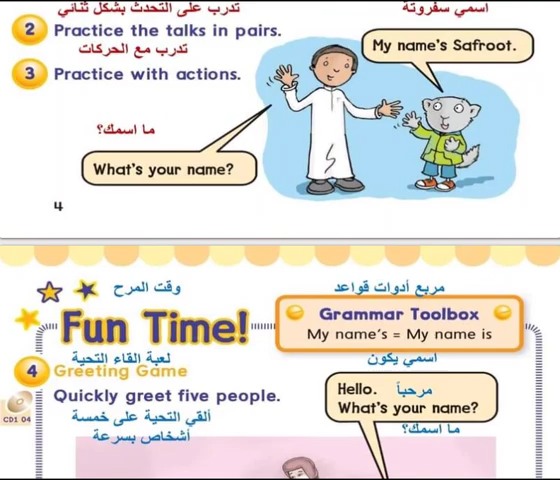 تدرب على التحدث بشكل ثنائي
اسمي سفروتة
2 Practice the talks in pairs.
تدرب مع الحركات
My name's Safroot.
3 Practice with actions.
ما اسمك؟
What's your name?
4
وقت المرح
مربع أدوات قواعد
Fun Time!
Grammar Toolbox
My name's = My name is
لعبة القاء التحية
اسمي يكون
4 Greeting Game
Quickly greet five people.
Hello. مرحباً
What's your name?
CD1 04
ألقي التحية على خمسة
أشخاص بسرعة
ما اسمك؟